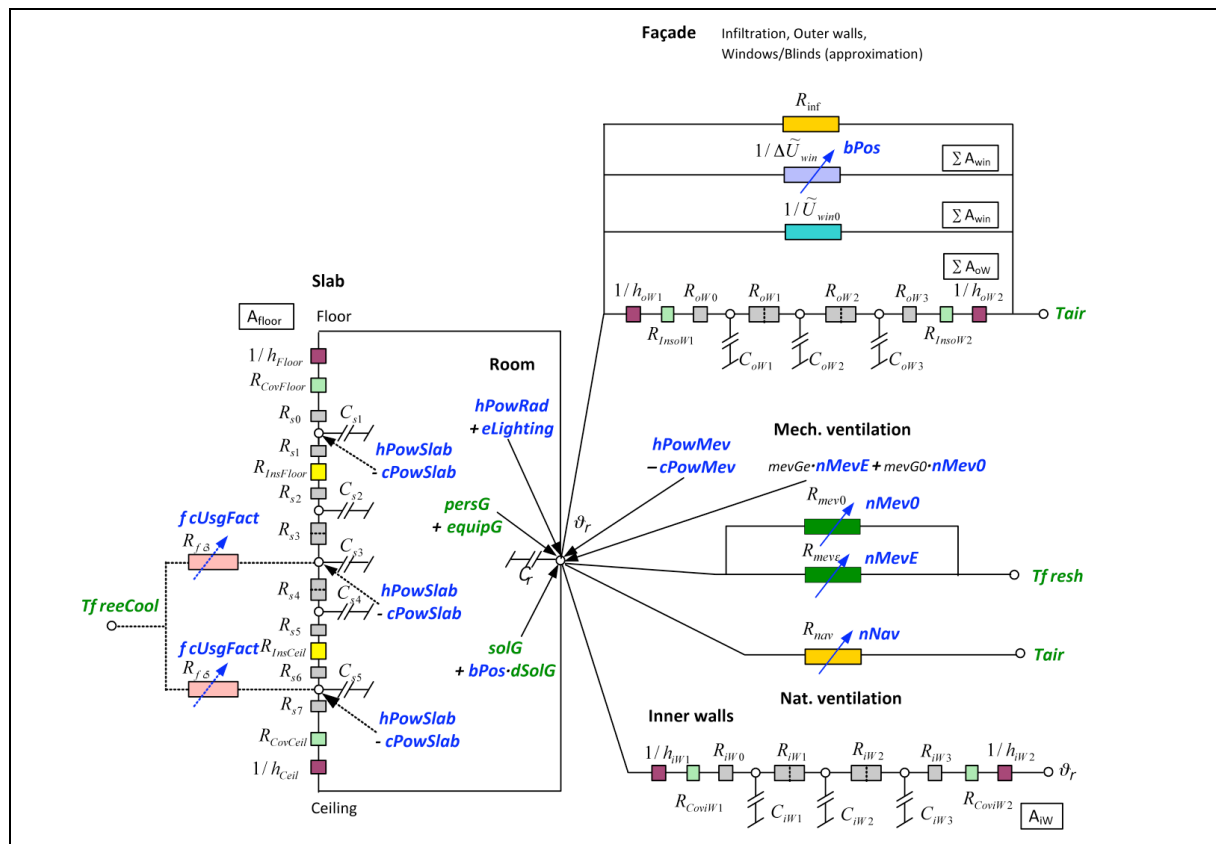 Façade
Infiltration, Outer walls,
Windows/Blinds (approximation)
R_inf
1/ΔŨ_win
bPos
Σ A_win
1/Ũ_win0
Σ A_win
Σ A_oW
1/h_oW1
R_oW0
R_oW1
R_oW2
R_oW3
1/h_oW2
Tair
R_InsoW1
R_InsoW2
C_oW1
C_oW2
C_oW3
Slab
A_floor
Floor
1/h_Floor
R_CovFloor
R_s0
C_s1
R_s1
hPowSlab
- cPowSlab
R_InsFloor
R_s2
C_s2
R_s3
fcUsgFact
R_f3
C_s3
R_s4
hPowSlab
- cPowSlab
C_s4
TfreeCool
R_s5
R_InsCeil
fcUsgFact
R_f5
R_s6
C_s5
R_s7
hPowSlab
- cPowSlab
R_CovCeil
1/h_Ceil
Ceiling
Room
hPowRad
+ eLighting
persG
+ equipG
ϑ_r
C_r
solG
+ bPos·dSolG
hPowMev
– cPowMev
Mech. ventilation
mevGe·nMevE + mevG0·nMev0
R_mev0
nMev0
R_mevE
nMevE
Tfresh
R_nav
nNav
Tair
Nat. ventilation
Inner walls
1/h_iW1
R_iW0
R_iW1
R_iW2
R_iW3
1/h_iW2
ϑ_r
R_CoviW1
R_CoviW2
C_iW1
C_iW2
C_iW3
A_iW